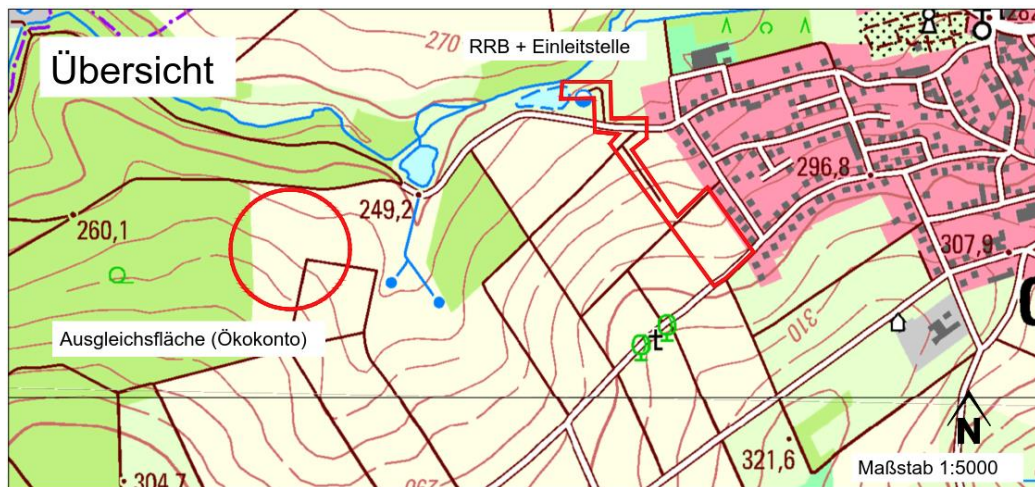 270
RRB + Einleitstelle
Übersicht
296,8
249,2
260,1
307,9
310
Ausgleichsfläche (Ökokonto)
N
321,6
Maßstab 1:5000
304,7
290